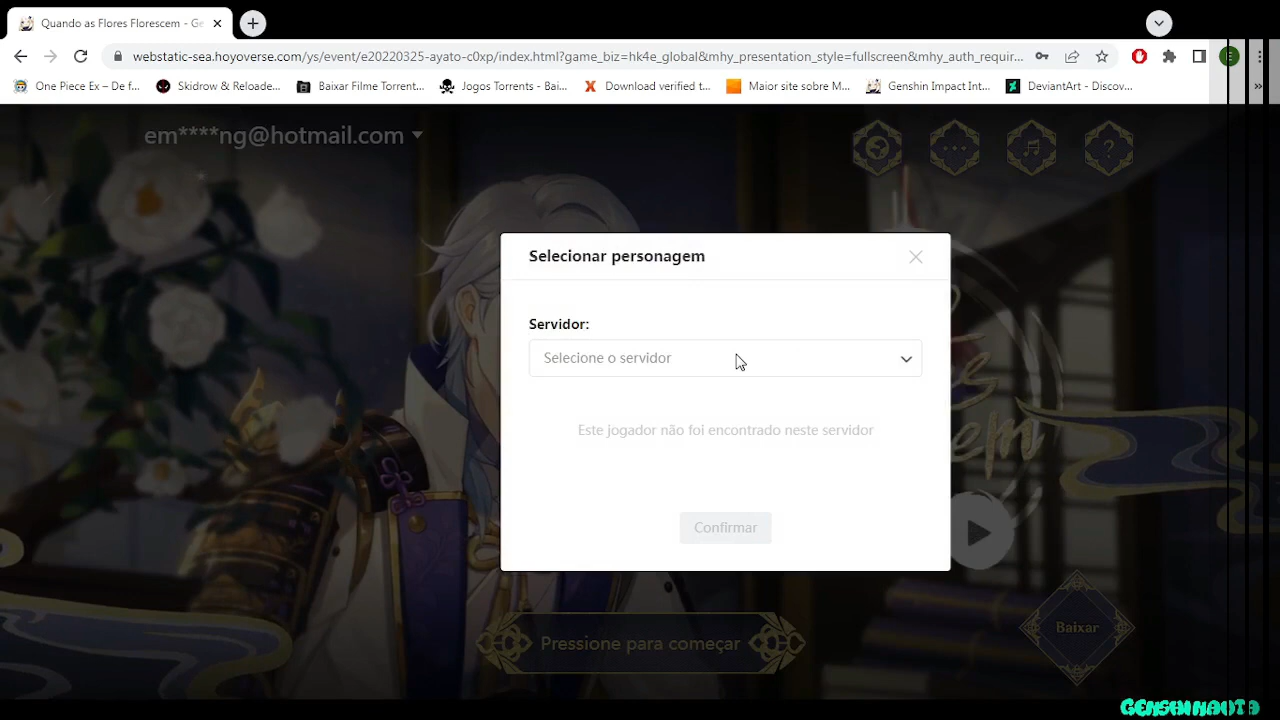 Quando as Flores Florescem - Ge
webstatic-sea.hoyoverse.com/ys/event/e20220325-ayato-c0xp/index.html?game_biz=hk4e_global&mhy_presentation_style=fullscreen&mhy_auth_requir...
One Piece Ex – De f... Skidrow & Reloade... Baixar Filme Torrent... Jogos Torrents - Bai... Download verified t... Maior site sobre M... Genshin Impact Int... DeviantArt - Discov...
em****ng@hotmail.com
Selecionar personagem
Servidor:
Selecione o servidor
Este jogador não foi encontrado neste servidor
Confirmar
Pressione para começar
Baixar